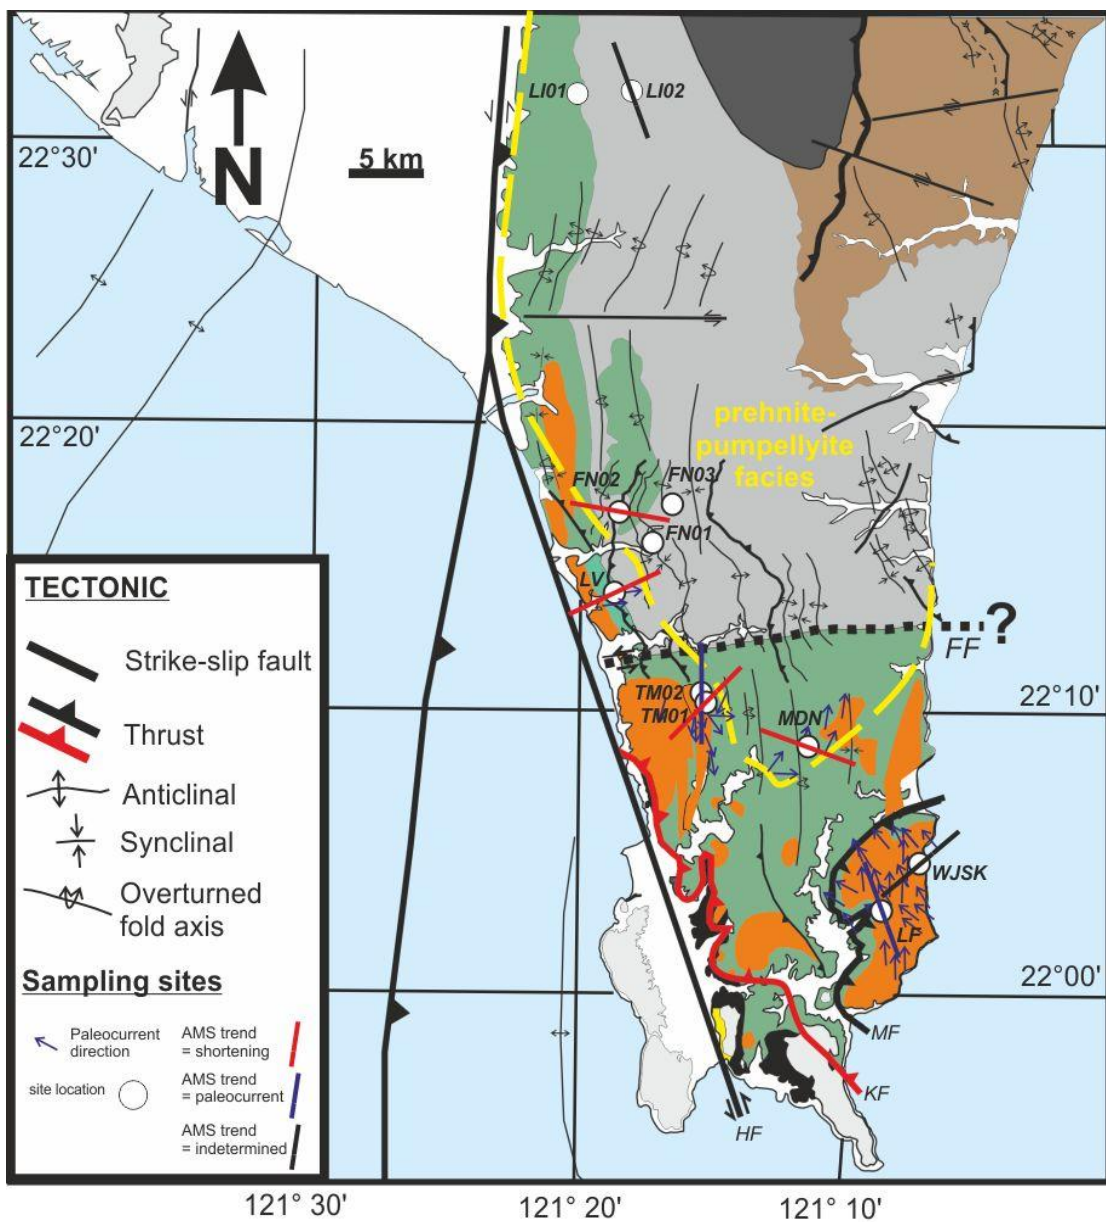 LI01
LI02
22°30'
N
5 km
22°20'
prehnite-
pumpellyite
facies
FN02
FN03
FN01
LV
?
FF
TM02
TM01
MDN
22°10'
WJSK
LF
22°00'
MF
KF
HF
TECTONIC
Strike-slip fault
Thrust
Anticlinal
Synclinal
Overturned
fold axis
Sampling sites
Paleocurrent
direction
AMS trend
= shortening
site location
AMS trend
= paleocurrent
AMS trend
= indetermined
121° 30'
121° 20'
121° 10'